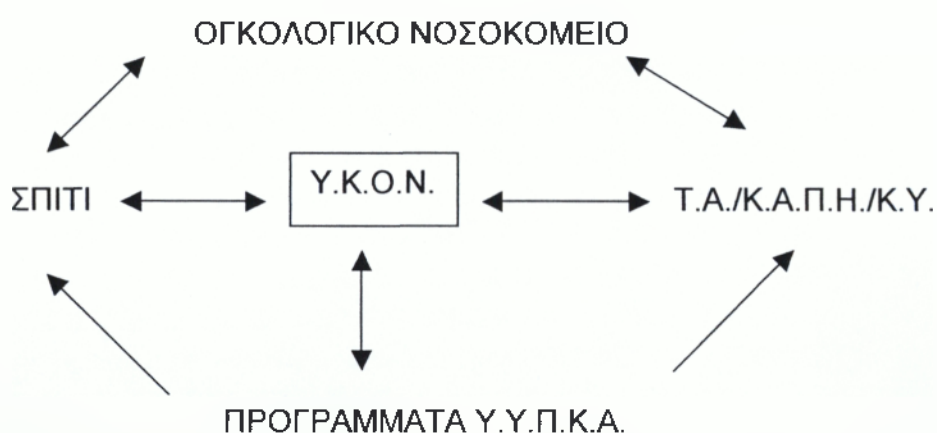 ΟΓΚΟΛΟΓΙΚΟ ΝΟΣΟΚΟΜΕΙΟ
ΣΠΙΤΙ
Υ.Κ.Ο.Ν.
Τ.Α./Κ.Α.Π.Η./Κ.Υ.
ΠΡΟΓΡΑΜΜΑΤΑ Υ.Υ.Π.Κ.Α.